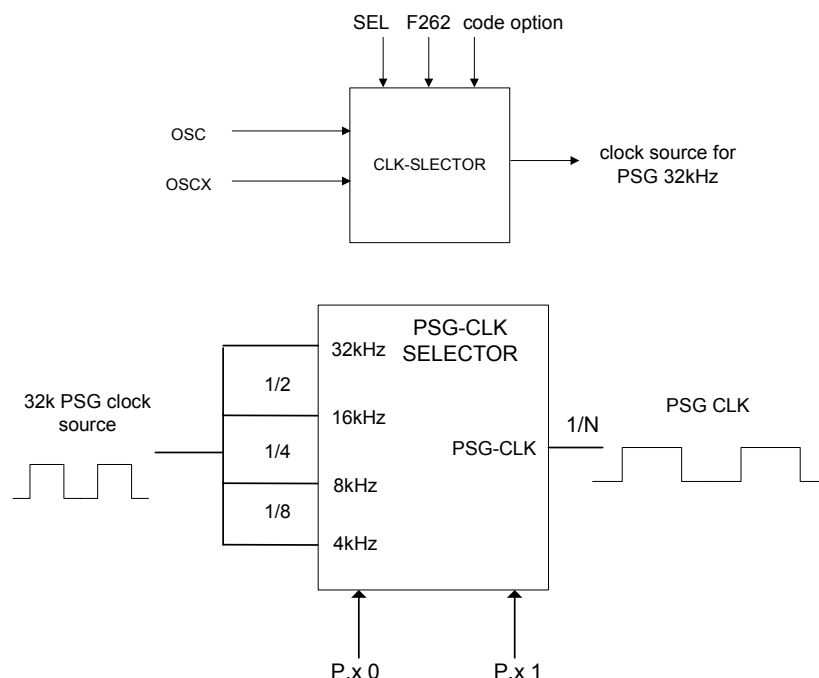 SEL F262 code option
OSC
OSCX
CLK-SLECTOR
clock source for
PSG 32kHz
PSG-CLK
SELECTOR
32kHz
1/2
32k PSG clock
source
16kHz
1/4
PSG-CLK
1/N
PSG CLK
8kHz
1/8
4kHz
P.x 0
P.x 1